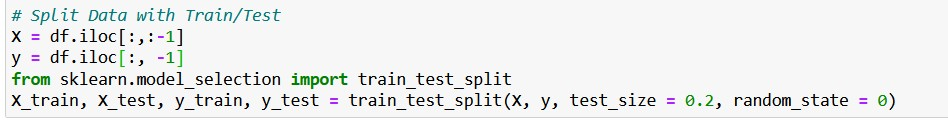 # Split Data with Train/Test
X = df.iloc[:,:-1]
y = df.iloc[:, -1]
from sklearn.model_selection import train_test_split
X_train, X_test, y_train, y_test = train_test_split(X, y, test_size = 0.2, random_state = 0)